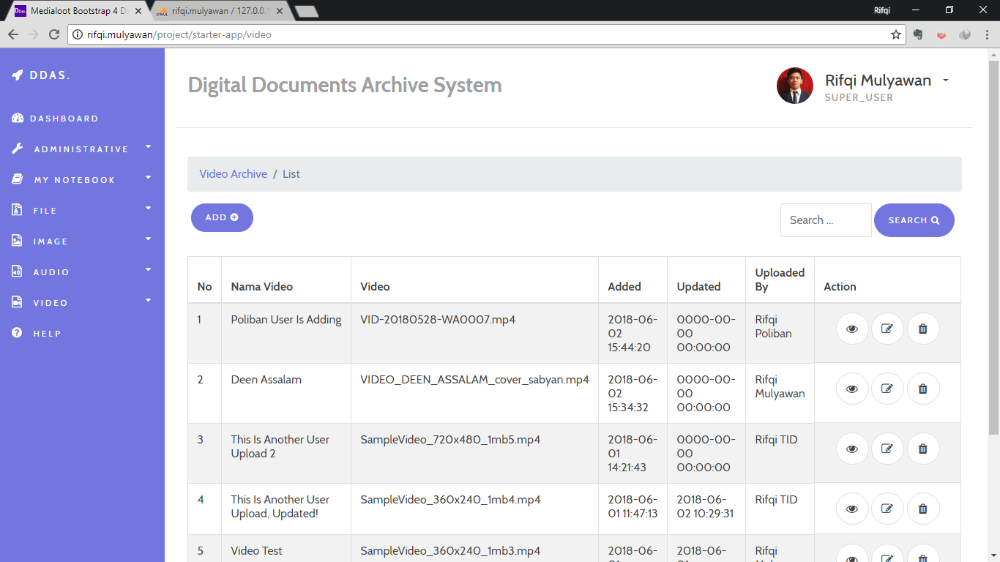 Medialoot Bootstrap 4 Da
rifqi.mulyawan / 127.0.0.1
Rifqi
rifqi.mulyawan/project/starter-app/video
DDAS.
DASHBOARD
ADMINISTRATIVE
MY NOTEBOOK
FILE
IMAGE
AUDIO
VIDEO
HELP
Digital Documents Archive System
Rifqi Mulyawan
SUPER_USER
Video Archive / List
ADD
Search ...
SEARCH
No Nama Video Video Added Updated Uploaded By Action
1 Poliban User Is Adding VID-20180528-WA0007.mp4 2018-06-02 15:44:20 0000-00-00 00:00:00 Rifqi Poliban
2 Deen Assalam VIDEO_DEEN_ASSALAM_cover_sabyan.mp4 2018-06-02 15:34:32 0000-00-00 00:00:00 Rifqi Mulyawan
3 This Is Another User Upload 2 SampleVideo_720x480_1mb5.mp4 2018-06-01 14:21:43 0000-00-00 00:00:00 Rifqi TID
4 This Is Another User Upload, Updated! SampleVideo_360x240_1mb4.mp4 2018-06-01 11:47:13 2018-06-02 10:29:31 Rifqi TID
5 Video Test SampleVideo_360x240_1mb3.mp4 2018-06- 2018-06- Rifqi